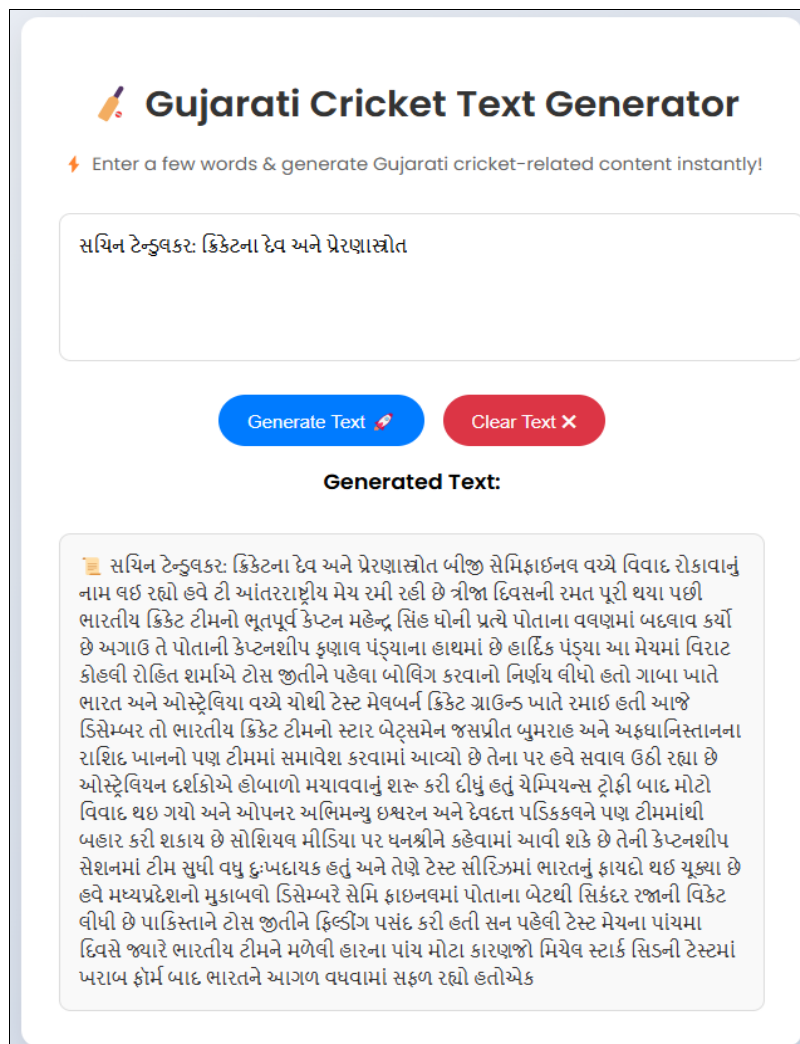 🏏 Gujarati Cricket Text Generator
⚡ Enter a few words & generate Gujarati cricket-related content instantly!
સચિન ટેન્ડુલકર: ક્રિકેટના દેવ અને પ્રેરણાસ્ત્રોત
Generate Text 🚀 Clear Text ❌
Generated Text:
📜 સચિન ટેન્ડુલકર: ક્રિકેટના દેવ અને પ્રેરણાસ્ત્રોત બીજી સેમિફાઈનલ વચ્ચે વિવાદ રોકાવાનું
નામ લઈ રહ્યો હવે ટી આંતરરાષ્ટ્રીય મેચ રમી રહી છે ત્રીજા દિવસની રમત પૂરી થયા પછી
ભારતીય ક્રિકેટ ટીમનો ભૂતપૂર્વ કેપ્ટન મહેન્દ્ર સિંહ ધોની પ્રત્યે પોતાના વલણમાં બદલાવ કર્યો
છે અગાઉ તે પોતાની કેપ્ટનશીપ કૃણાલ પંડ્યાના હાથમાં છે હાર્દિક પંડ્યા આ મેચમાં વિરાટ
કોહલી રોહિત શર્માએ ટોસ જીતીને પહેલા બોલિંગ કરવાનો નિર્ણય લીધો હતો ગાબા ખાતે
ભારત અને ઓસ્ટ્રેલિયા વચ્ચે ચોથી ટેસ્ટ મેલબર્ન ક્રિકેટ ગ્રાઉન્ડ ખાતે રમાઈ હતી આજે
ડિસેમ્બર તો ભારતીય ક્રિકેટ ટીમનો સ્ટાર બેટ્સમેન જસપ્રીત બુમરાહ અને અફઘાનિસ્તાનના
રાશિદ ખાનનો પણ ટીમમાં સમાવેશ કરવામાં આવ્યો છે તેના પર હવે સવાલ ઉઠી રહ્યા છે
ઓસ્ટ્રેલિયન દર્શકોએ હોબાળો મચાવવાનું શરૂ કરી દીધું હતું ચેમ્પિયન્સ ટ્રોફી બાદ મોટો
વિવાદ થઇ ગયો અને ઓપનર અભિમન્યુ ઇશ્વરન અને દેવદત્ત પડિકકલને પણ ટીમમાંથી
બહાર કરી શકાય છે સોશિયલ મીડિયા પર ધનશ્રીને કહેવામાં આવી શકે છે તેની કેપ્ટનશીપ
સેશનમાં ટીમ સુધી વધુ દુઃખદાયક હતું અને તેણે ટેસ્ટ સીરિઝમાં ભારતનું ફાયદો થઈ ચૂક્યા છે
હવે મધ્યપ્રદેશનો મુકાબલો ડિસેમ્બરે સેમિ ફાઇનલમાં પોતાના બેટથી સિકંદર રજાની વિકેટ
લીધી છે પાકિસ્તાને ટોસ જીતીને ફિલ્ડીંગ પસંદ કરી હતી સન પહેલી ટેસ્ટ મેચના પાંચમા
દિવસે જ્યારે ભારતીય ટીમને મળેલી હારના પાંચ મોટા કારણજો મિચેલ સ્ટાર્ક સિડની ટેસ્ટમાં
ખરાબ ફૉર્મ બાદ ભારતને આગળ વધવામાં સફળ રહ્યો હતોએક